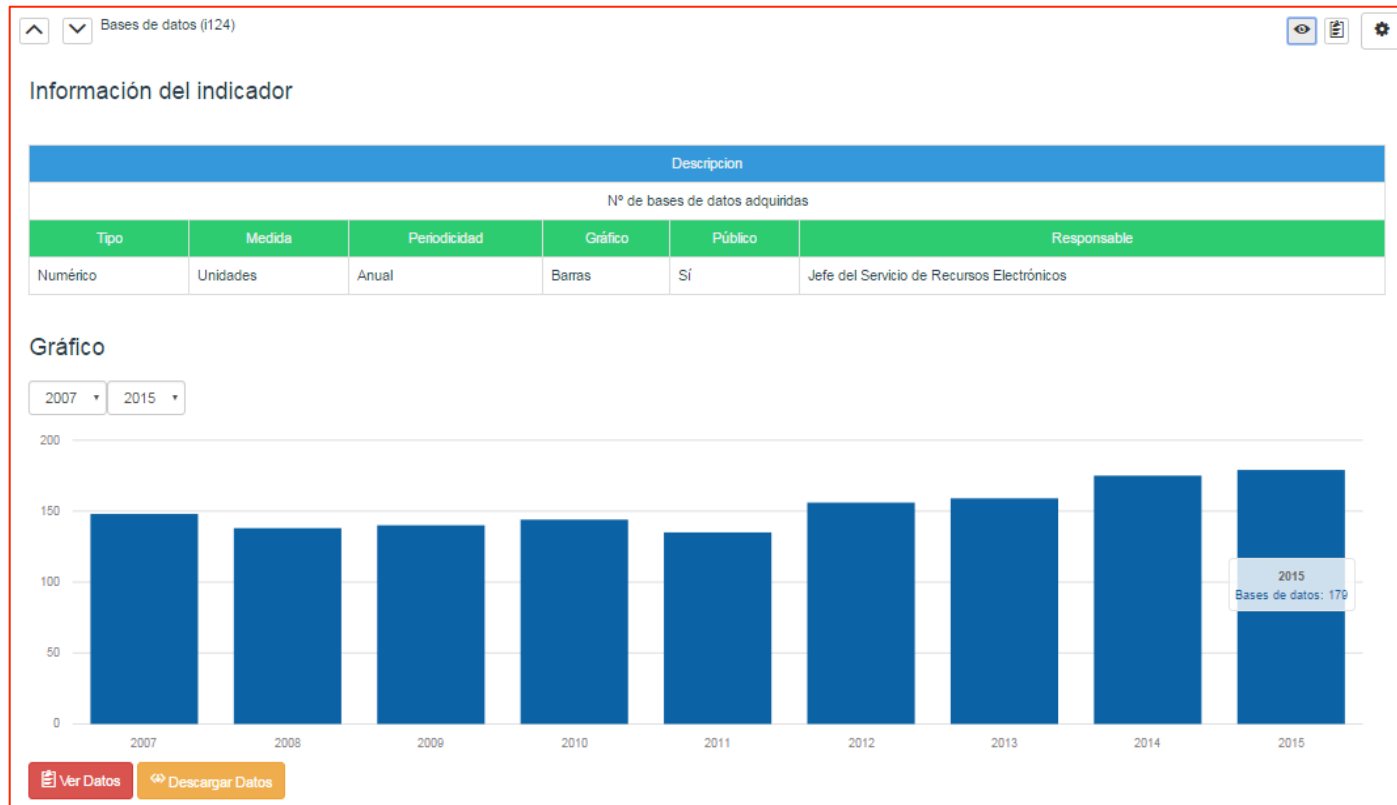 Bases de datos (i124)
Información del indicador
Descripcion
Nº de bases de datos adquiridas
Tipo Medida Periodicidad Gráfico Público Responsable
Numérico Unidades Anual Barras Sí Jefe del Servicio de Recursos Electrónicos
Gráfico
2007 2015
200
150
100
50
0
2015
Bases de datos: 179
2007 2008 2009 2010 2011 2012 2013 2014 2015
Ver Datos Descargar Datos